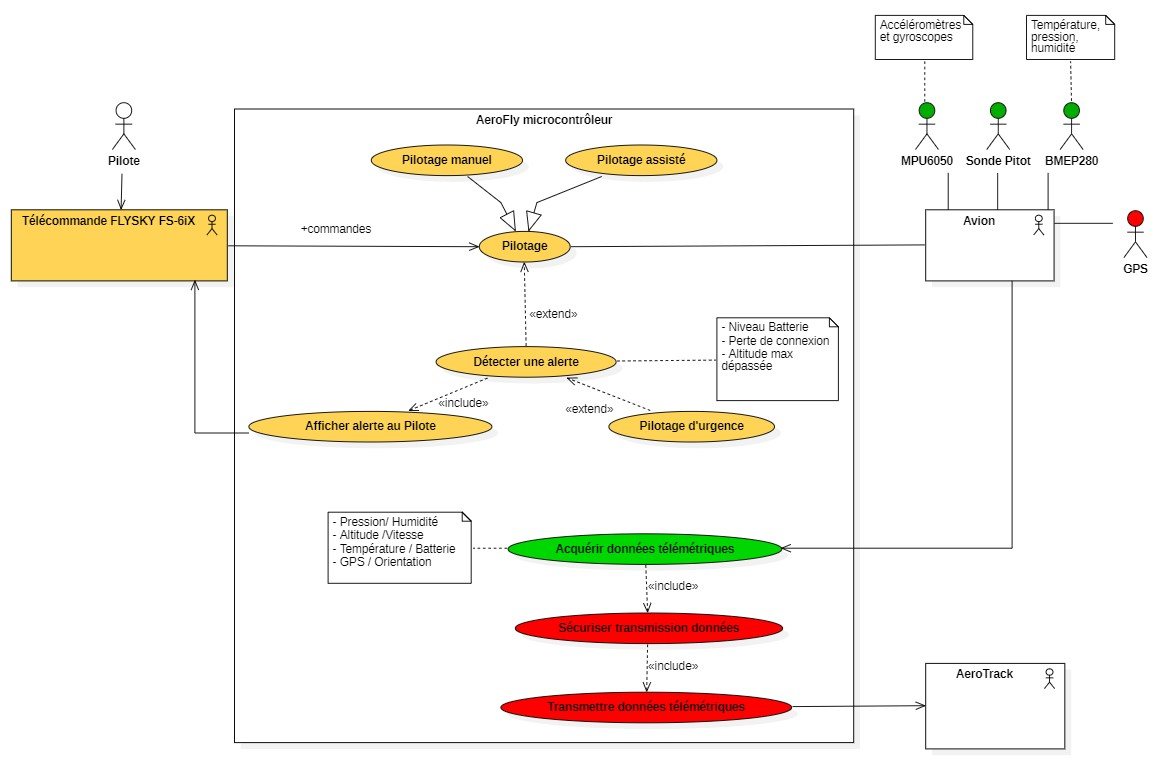 Accéléromètres
et gyroscopes
Température,
pression,
humidité
AeroFly microcontrôleur
Pilote
MPU6050
Sonde Pitot
BMEP280
Pilotage manuel
Pilotage assisté
Télécommande FLYSKY FS-6iX
+commandes
Pilotage
Avion
GPS
«extend»
- Niveau Batterie
- Perte de connexion
- Altitude max
dépassée
Détecter une alerte
«include»
«extend»
Afficher alerte au Pilote
Pilotage d'urgence
- Pression/ Humidité
- Altitude /Vitesse
- Température / Batterie
- GPS / Orientation
Acquérir données télémétriques
«include»
Sécuriser transmission données
«include»
AeroTrack
Transmettre données télémétriques